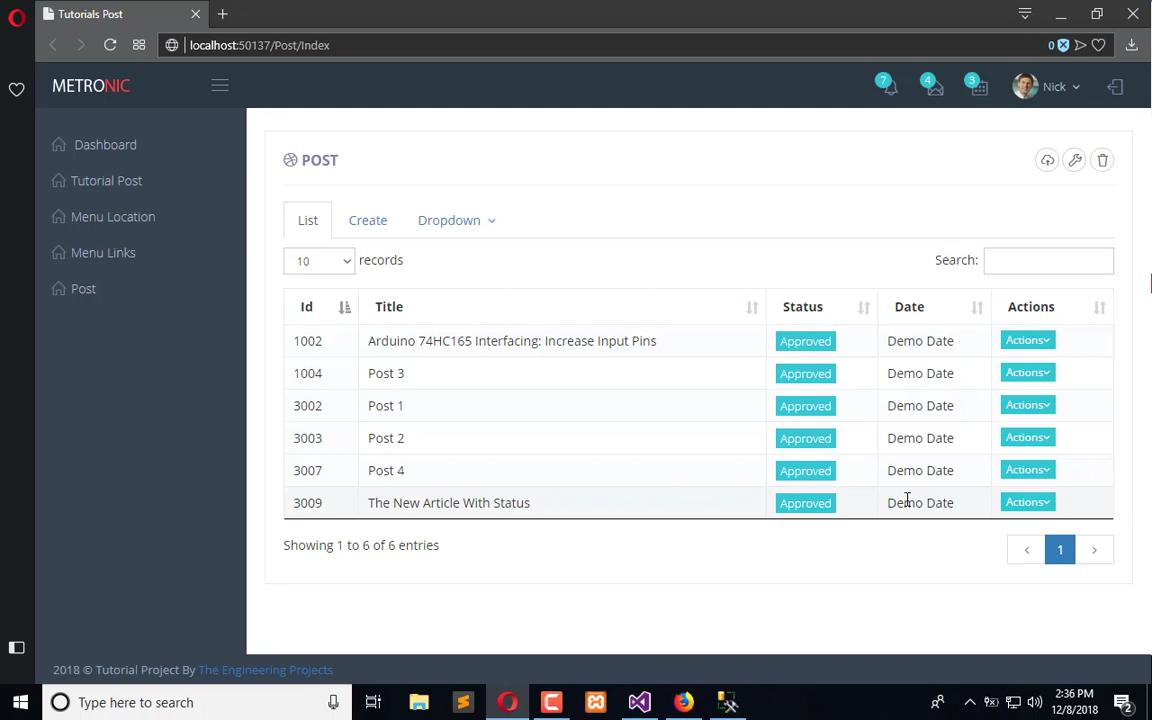 Tutorials Post
localhost:50137/Post/Index
0
METRONIC
7
4
3
Nick
Dashboard
Tutorial Post
Menu Location
Menu Links
Post
POST
List Create Dropdown
10 records Search:
Id Title Status Date Actions
1002 Arduino 74HC165 Interfacing: Increase Input Pins Approved Demo Date Actions
1004 Post 3 Approved Demo Date Actions
3002 Post 1 Approved Demo Date Actions
3003 Post 2 Approved Demo Date Actions
3007 Post 4 Approved Demo Date Actions
3009 The New Article With Status Approved Demo Date Actions
Showing 1 to 6 of 6 entries
1
2018 © Tutorial Project By The Engineering Projects
Type here to search
2:36 PM
12/8/2018
2